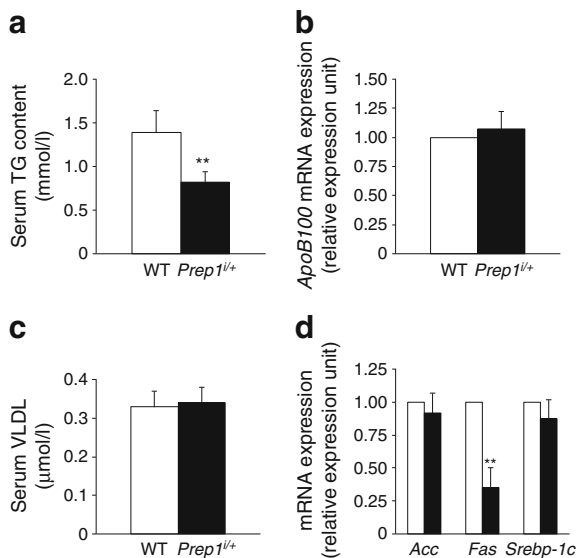 a
Serum TG content
(mmol/l)
2.0
1.5
1.0
0.5
0
**
WT Prep1i/+
b
ApoB100 mRNA expression
(relative expression unit)
1.50
1.25
1.00
0.75
0.50
0.25
0
WT Prep1i/+
c
Serum VLDL
(μmol/l)
0.4
0.3
0.2
0.1
0
WT Prep1i/+
d
mRNA expression
(relative expression unit)
1.25
1.00
0.75
0.50
0.25
0
**
Acc Fas Srebp-1c